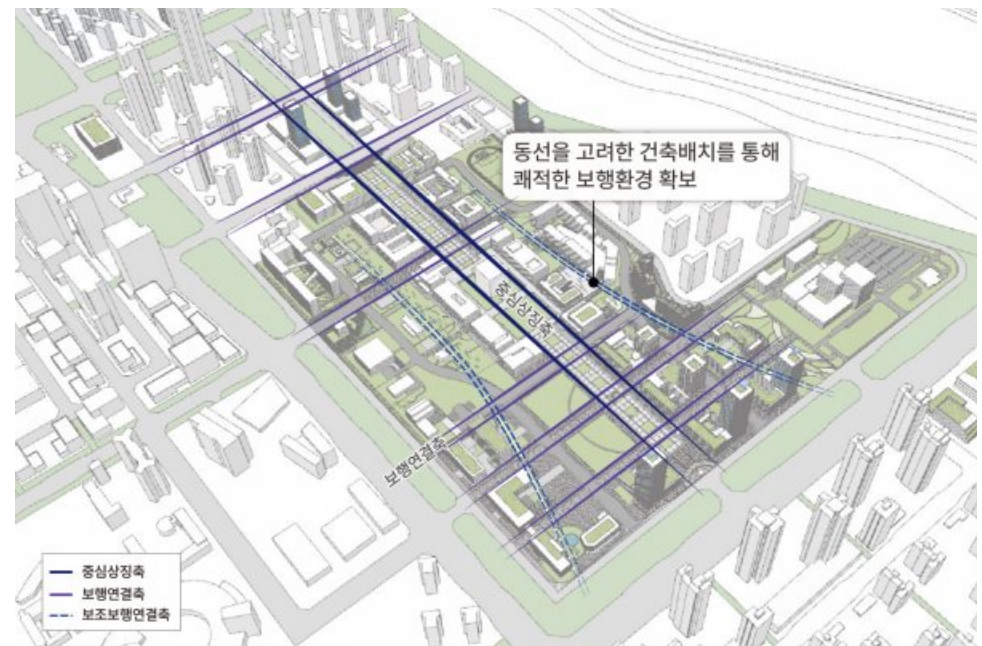 동선을 고려한 건축배치를 통해
쾌적한 보행환경 확보
중심상징축
보행연결축
중심상징축
보행연결축
보조보행연결축